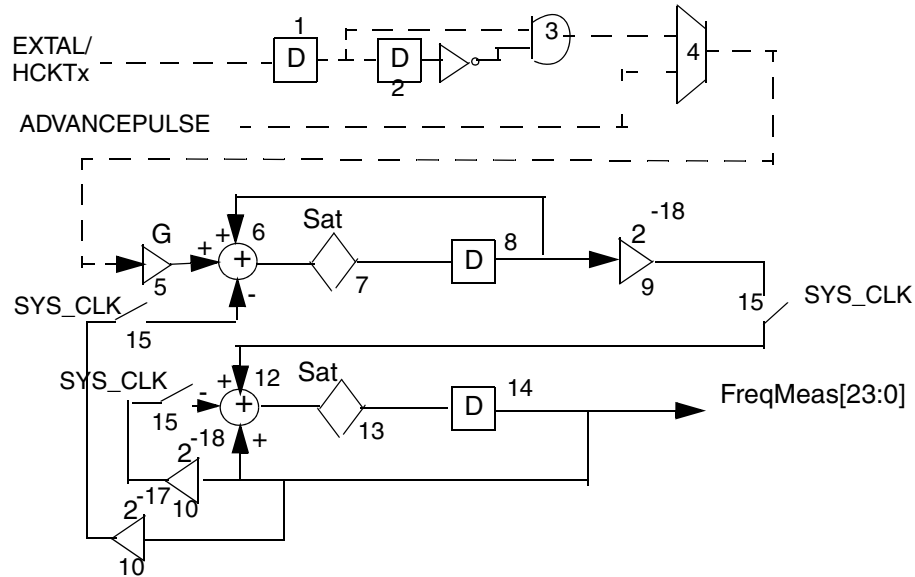 1
EXTAL/
HCKTx
D
D
2
3
4
ADVANCEPULSE
G
5
+
+
6
+
-
Sat
7
D
8
2 -18
9
SYS_CLK
15
15
SYS_CLK
SYS_CLK
15
-
+
12
+
+
Sat
13
D
14
FreqMeas[23:0]
2 -18
10
2 -17
10